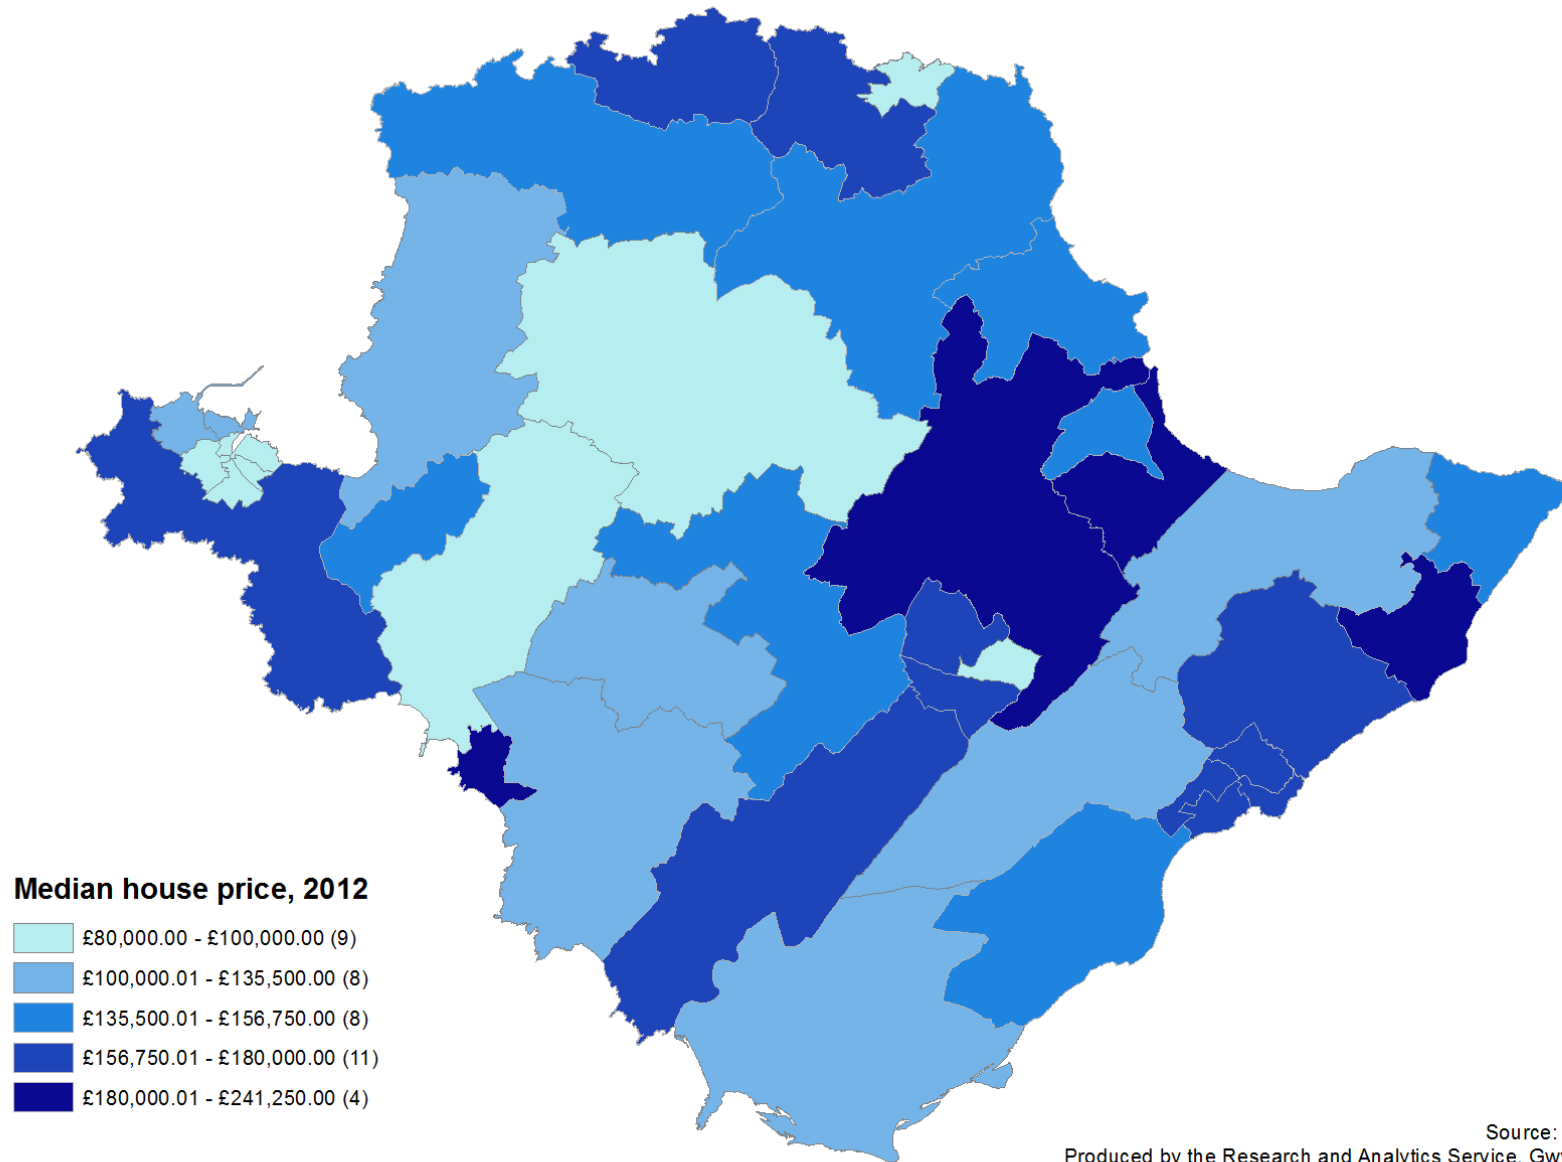 Median house price, 2012
£80,000.00 - £100,000.00 (9)
£100,000.01 - £135,500.00 (8)
£135,500.01 - £156,750.00 (8)
£156,750.01 - £180,000.00 (11)
£180,000.01 - £241,250.00 (4)
Source:
Produced by the Research and Analytics Service, Gw